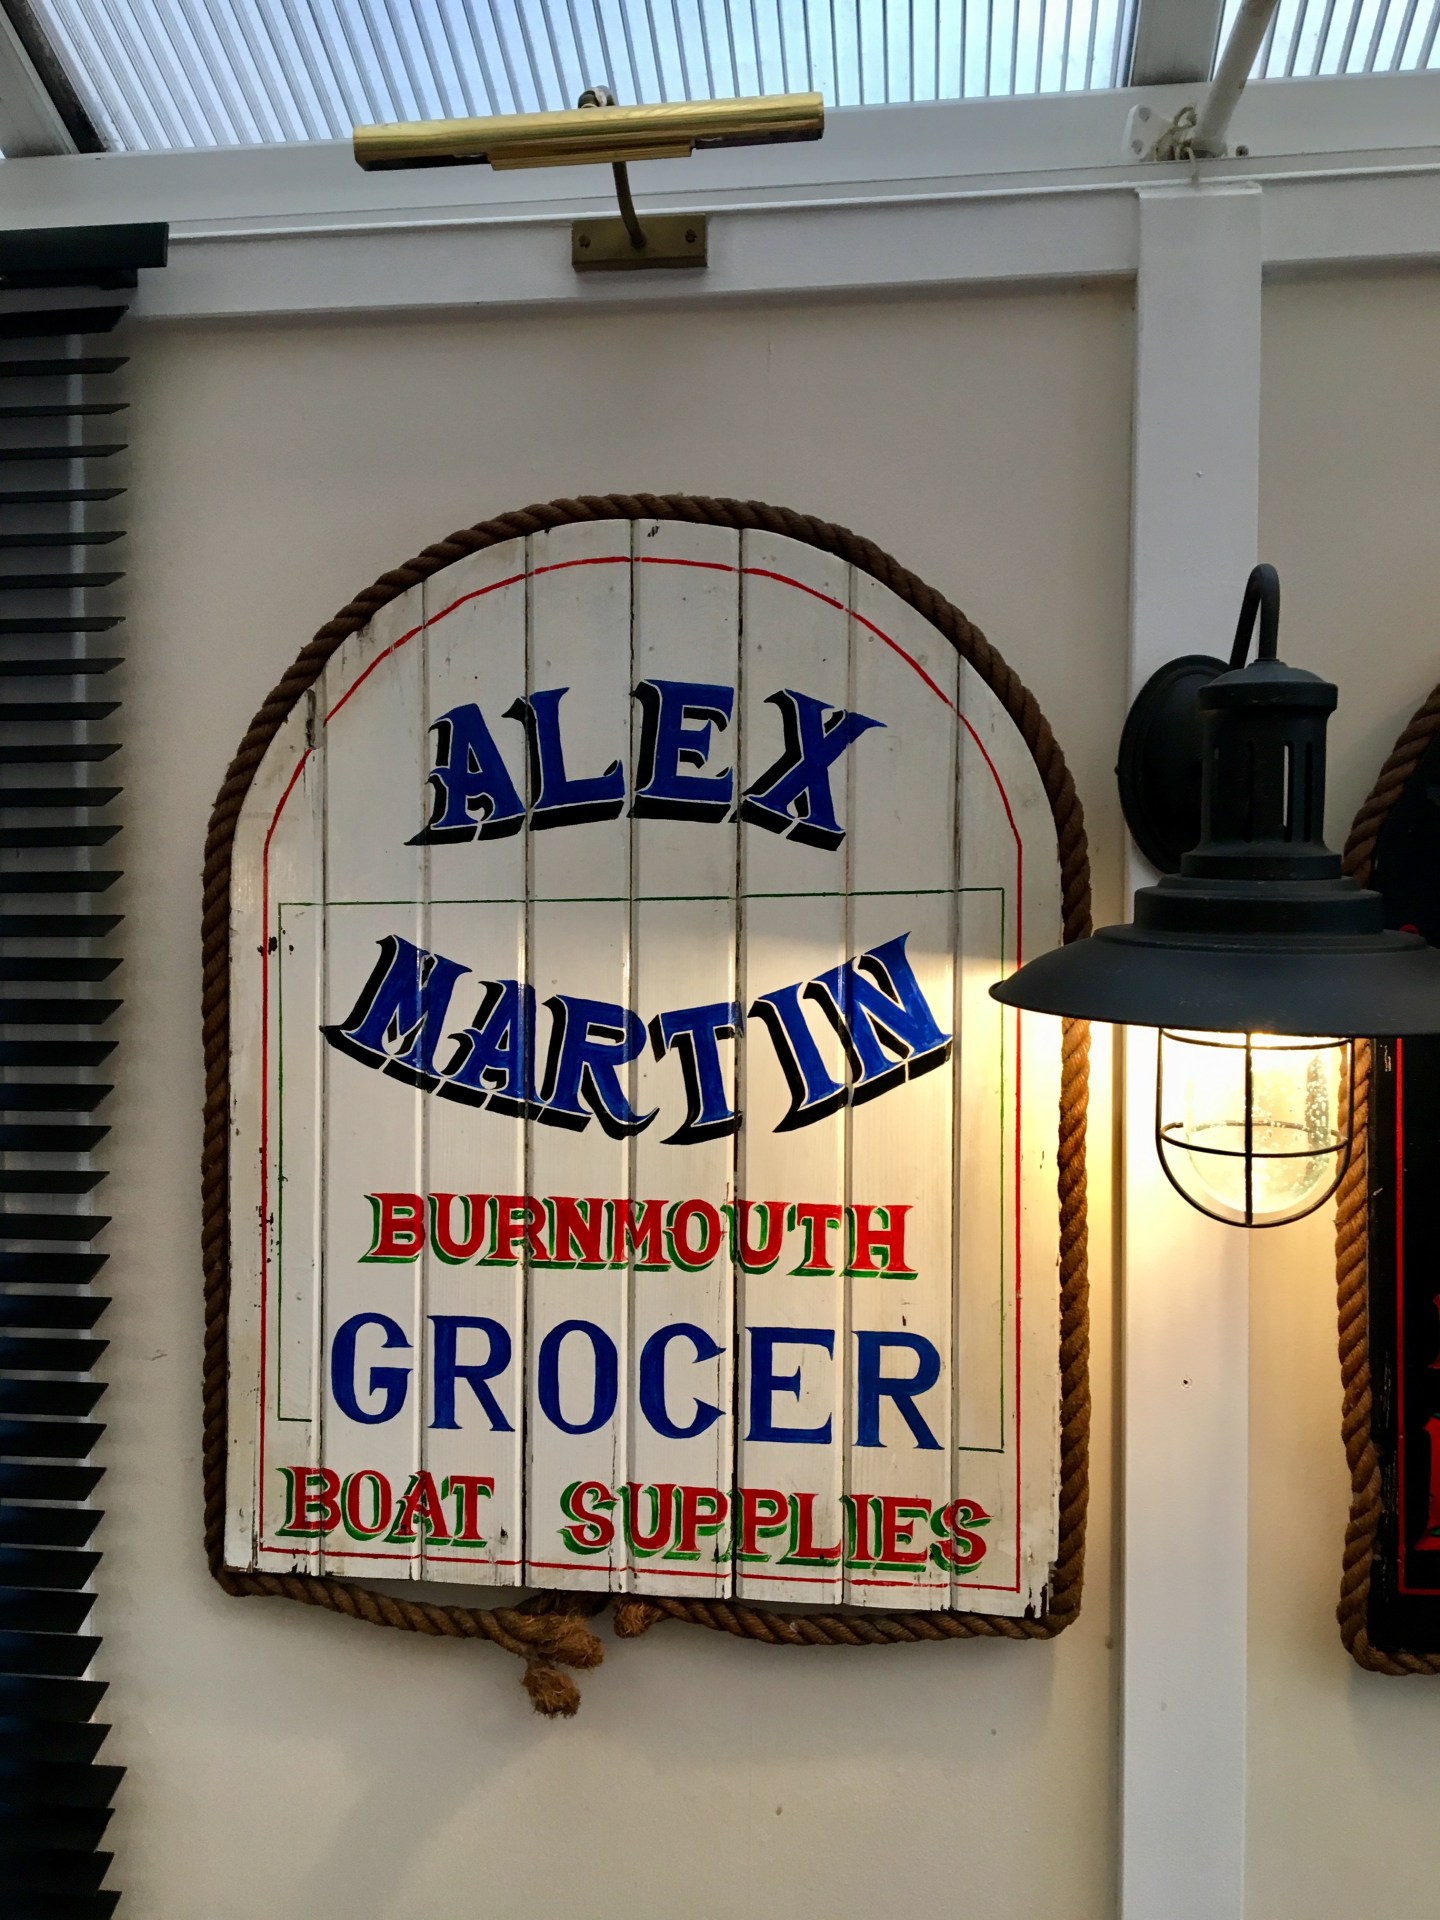 ALEX
MARTIN
BURNMOUTH
GROCER
BOAT SUPPLIES